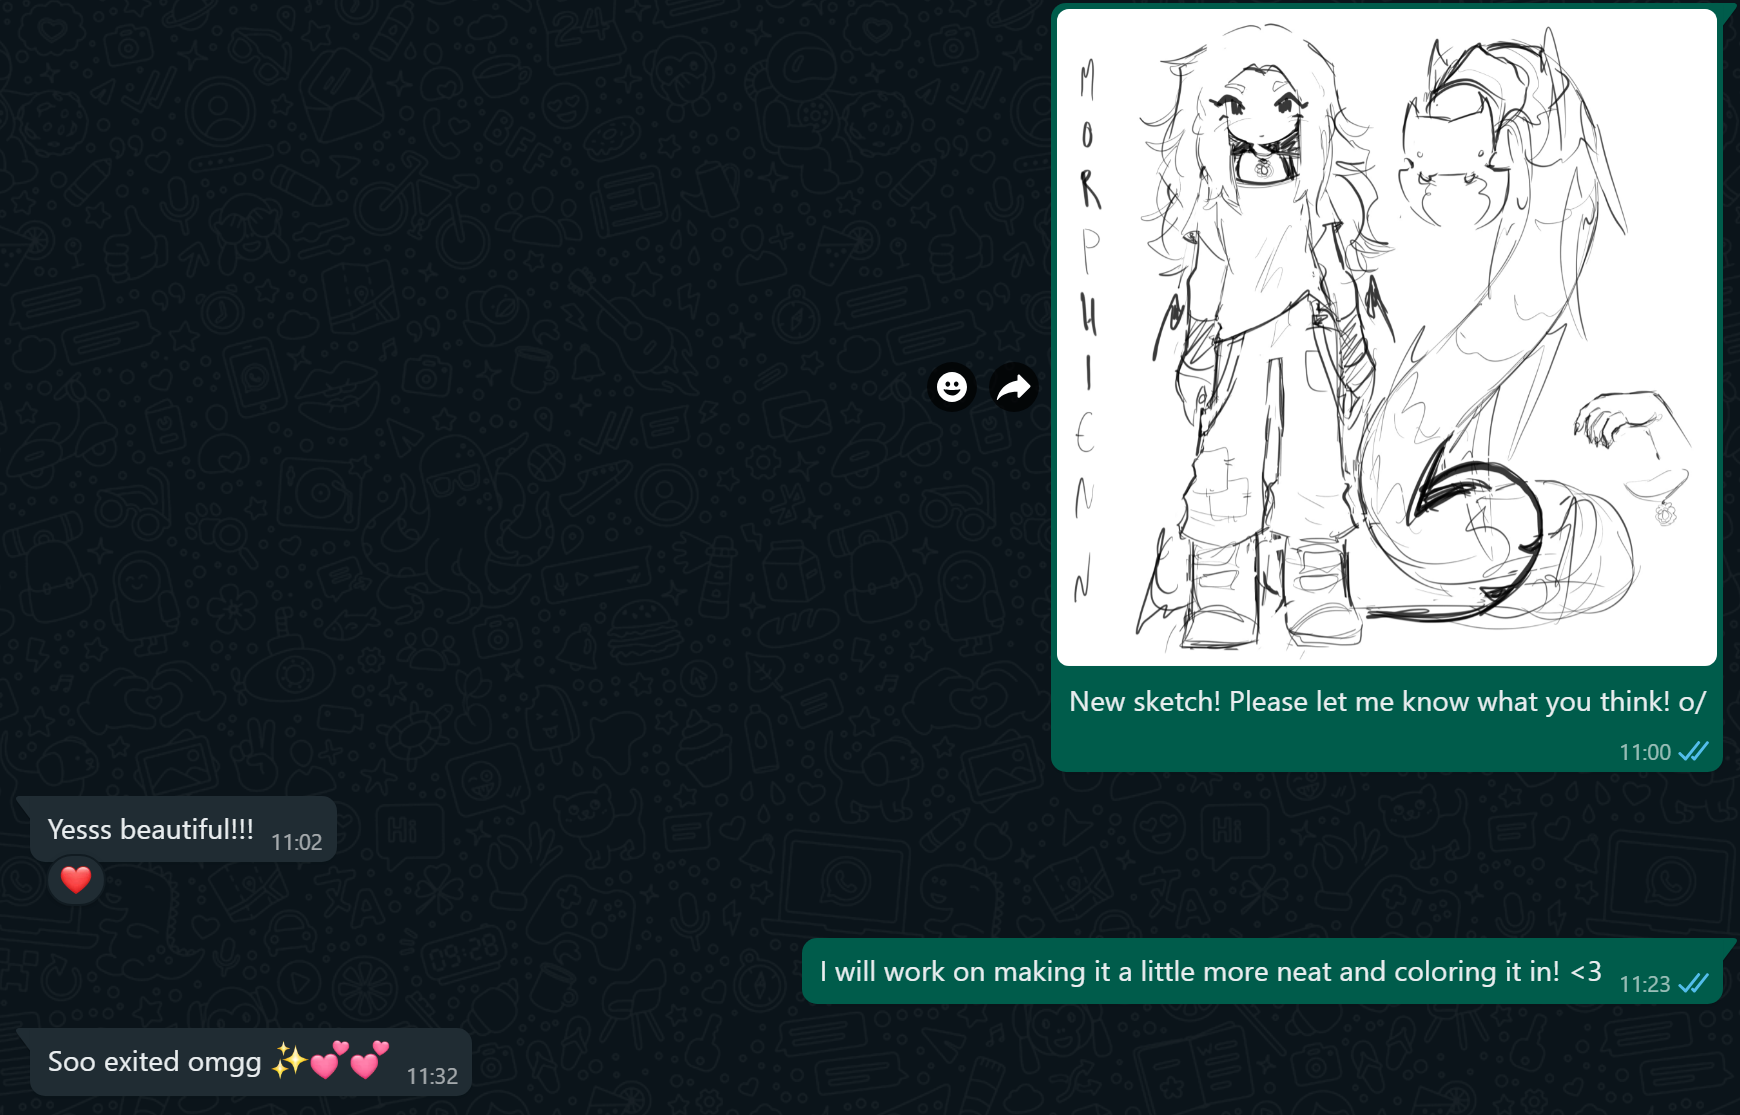 M
O
R
P
H
I
E
N
N
New sketch! Please let me know what you think! o/
11:00
Yesss beautiful!!! 11:02
❤️
I will work on making it a little more neat and coloring it in! <3 11:23
Soo exited omgg ✨💕💕 11:32